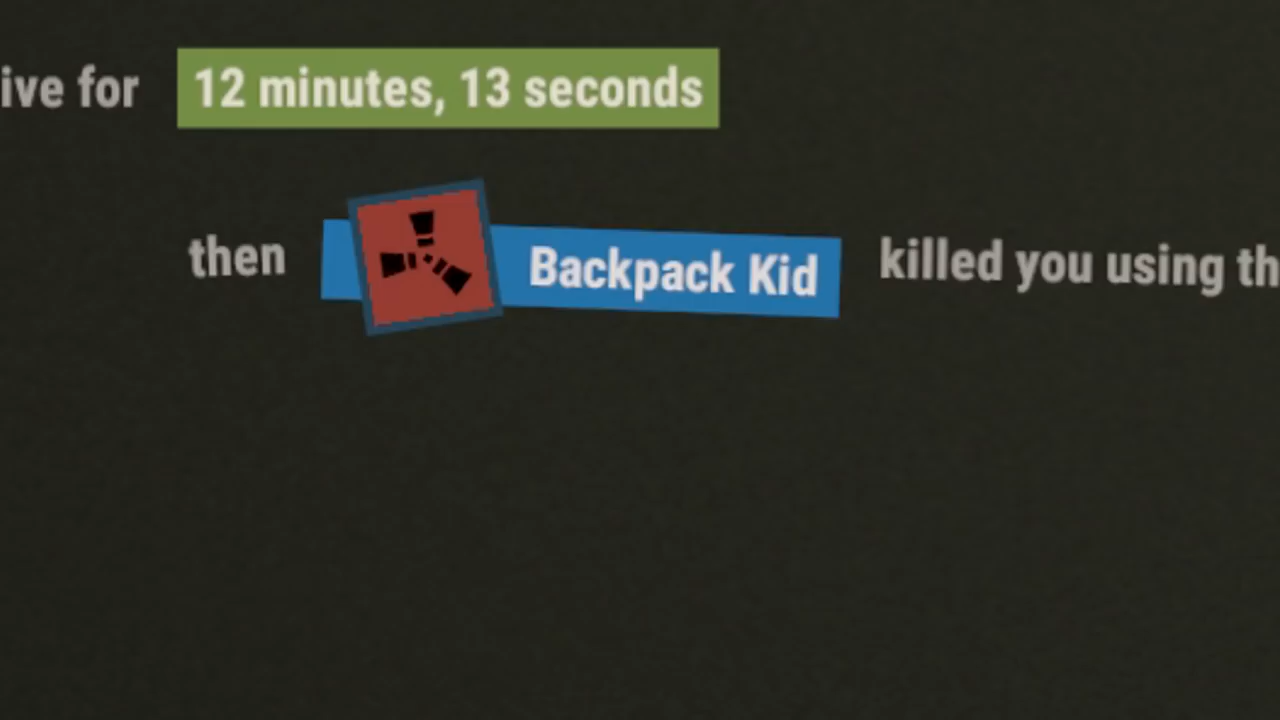 ive for 12 minutes, 13 seconds
then Backpack Kid killed you using th